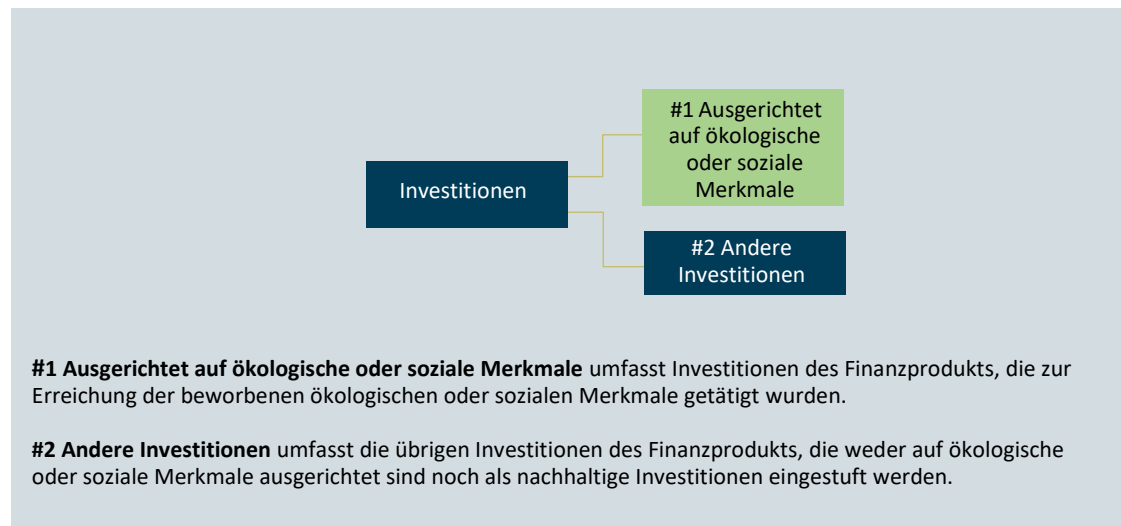 #1 Ausgerichtet
auf ökologische
oder soziale
Merkmale
Investitionen
#2 Andere
Investitionen
#1 Ausgerichtet auf ökologische oder soziale Merkmale umfasst Investitionen des Finanzprodukts, die zur
Erreichung der beworbenen ökologischen oder sozialen Merkmale getätigt wurden.
#2 Andere Investitionen umfasst die übrigen Investitionen des Finanzprodukts, die weder auf ökologische
oder soziale Merkmale ausgerichtet sind noch als nachhaltige Investitionen eingestuft werden.